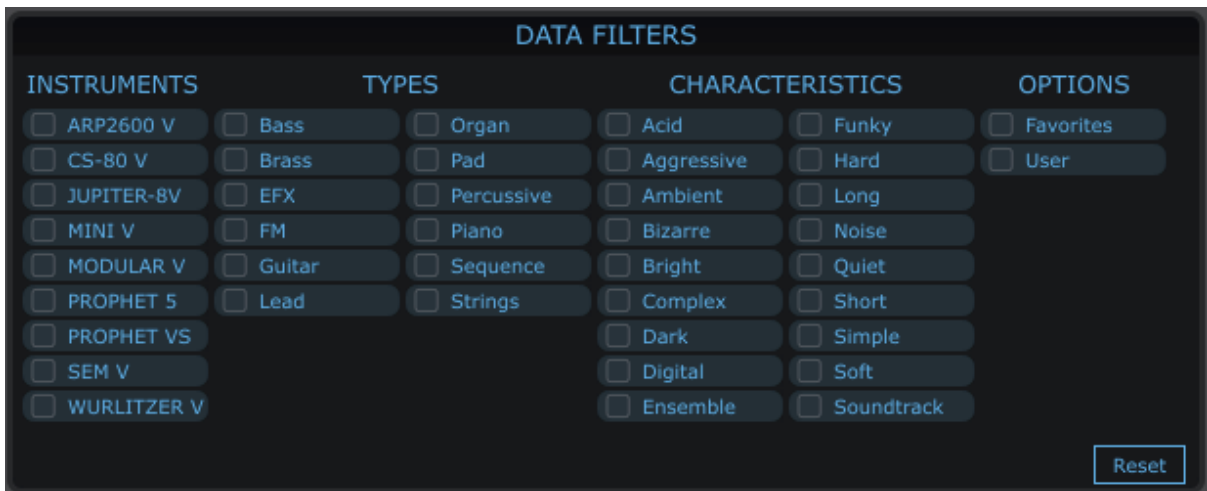 DATA FILTERS
INSTRUMENTS TYPES CHARACTERISTICS OPTIONS
ARP2600 V Bass Organ Acid Funky Favorites
CS-80 V Brass Pad Aggressive Hard User
JUPITER-8V EFX Percussive Ambient Long
MINI V FM Piano Bizarre Noise
MODULAR V Guitar Sequence Bright Quiet
PROPHET 5 Lead Strings Complex Short
PROPHET VS Dark Simple
SEM V Digital Soft
WURLITZER V Ensemble Soundtrack
Reset